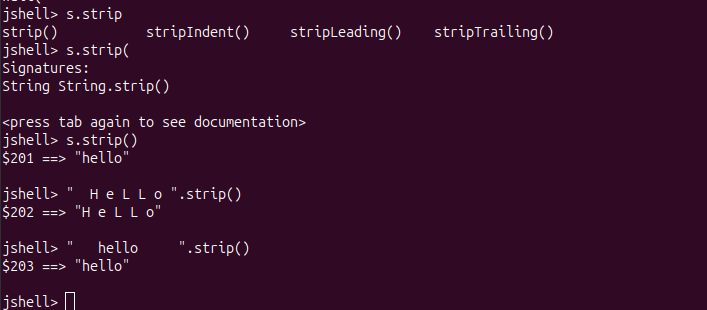 jshell> s.strip
strip()           stripIndent()     stripLeading()    stripTrailing()
jshell> s.strip(
Signatures:
String String.strip()

<press tab again to see documentation>
jshell> s.strip()
$201 ==> "hello"

jshell> "  H e L L o ".strip()
$202 ==> "H e L L o"

jshell> "   hello     ".strip()
$203 ==> "hello"

jshell>